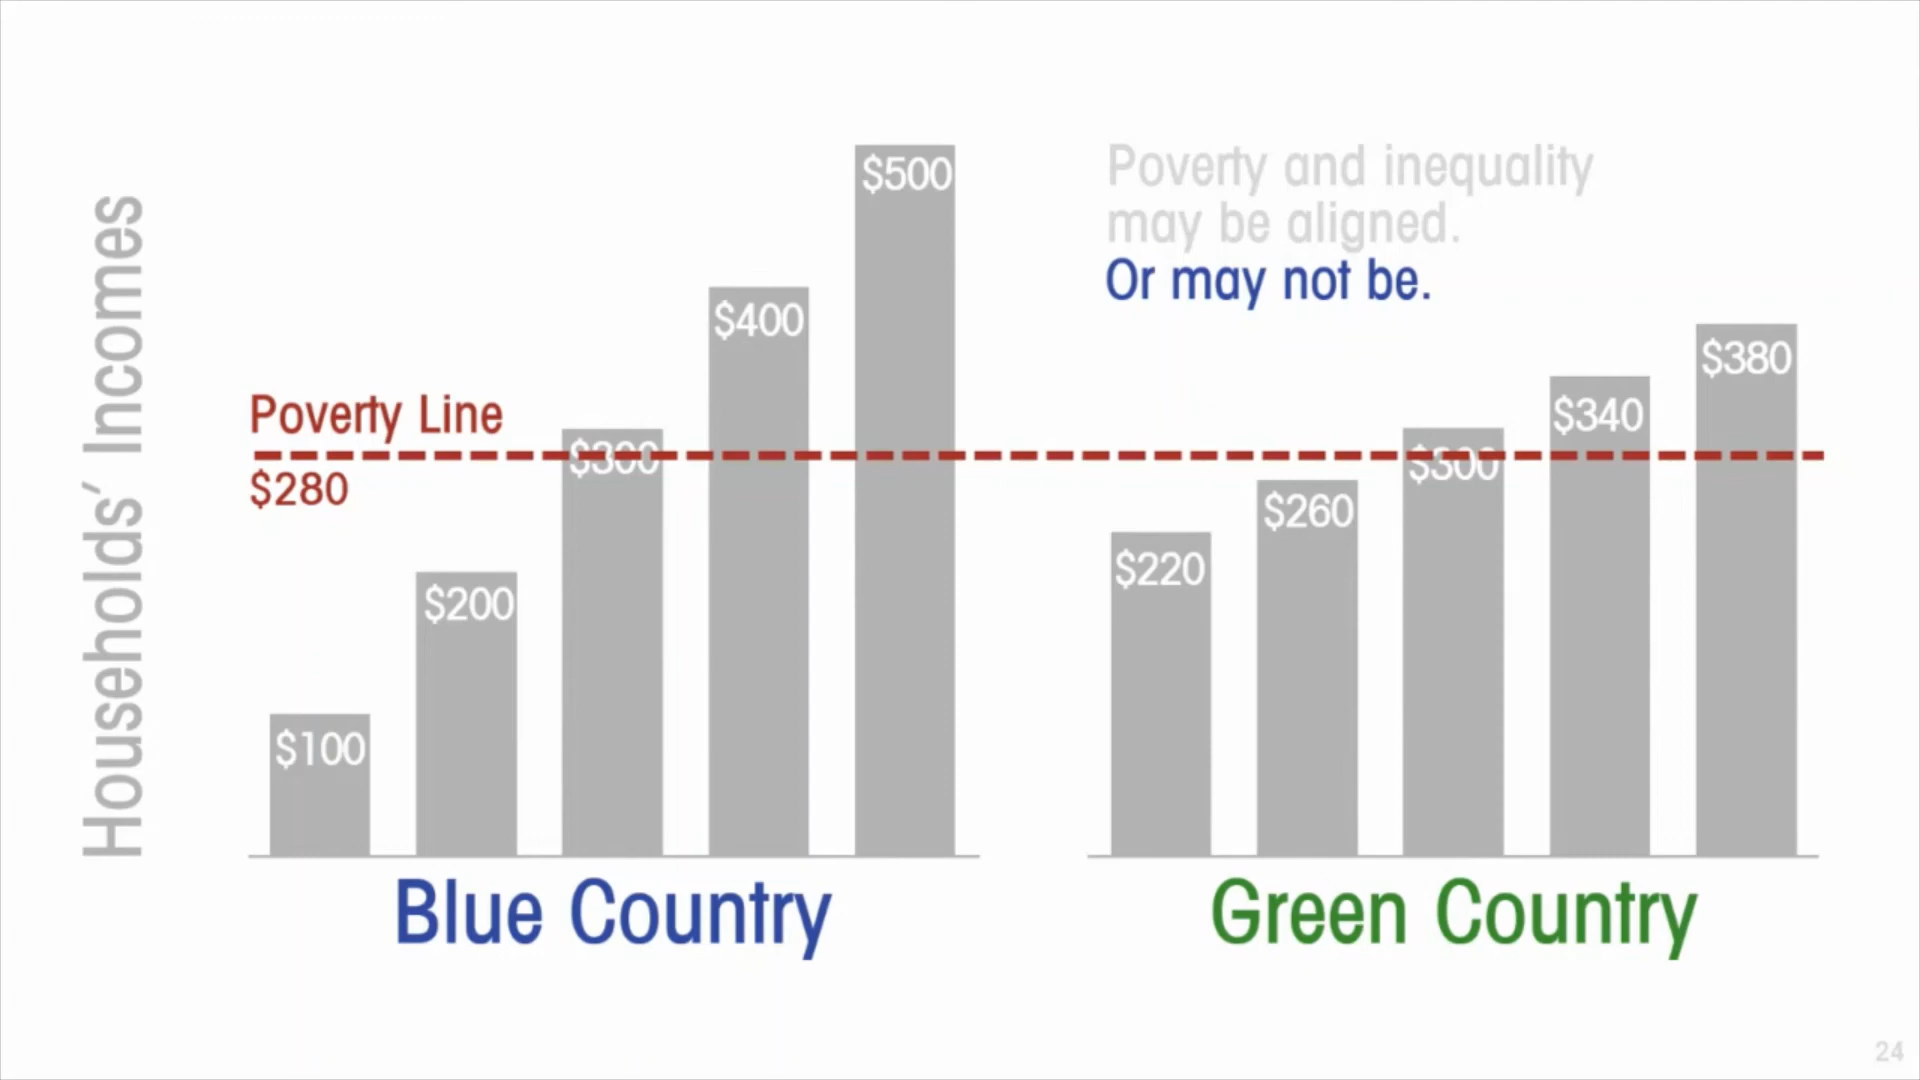 Households' Incomes
Poverty and inequality
may be aligned.
Or may not be.
Poverty Line
$280
$100
$200
$300
$400
$500
$220
$260
$300
$340
$380
Blue Country
Green Country
24